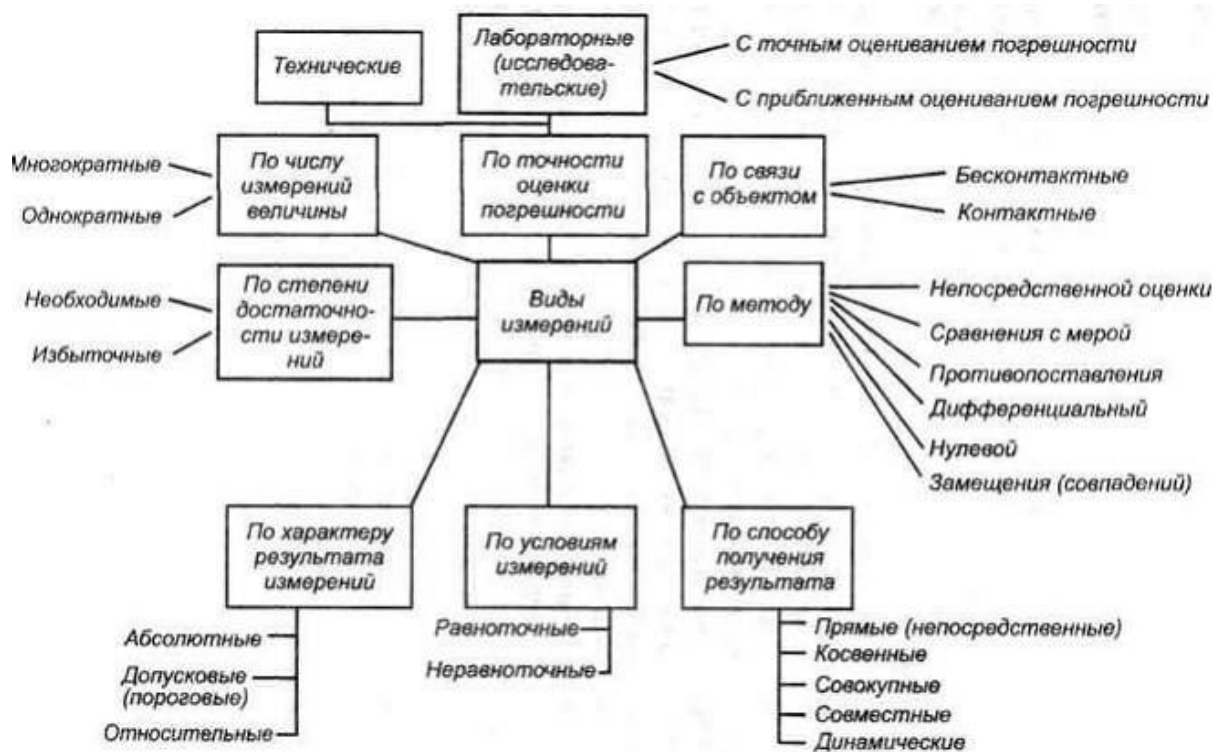 Технические
Лабораторные
(исследова-
тельские)
С точным оцениванием погрешности
С приближенным оцениванием погрешности
Многократные
Однократные
По числу
измерений
величины
По точности
оценки
погрешности
По связи
с объектом
Бесконтактные
Контактные
Необходимые
Избыточные
По степени
достаточно-
сти измере-
ний
Виды
измерений
По методу
Непосредственной оценки
Сравнения с мерой
Противопоставления
Дифференциальный
Нулевой
Замещения (совпадений)
По характеру
результата
измерений
Абсолютные
Допусковые
(пороговые)
Относительные
По условиям
измерений
Равноточные
Неравноточные
По способу
получения
результата
Прямые (непосредственные)
Косвенные
Совокупные
Совместные
Динамические